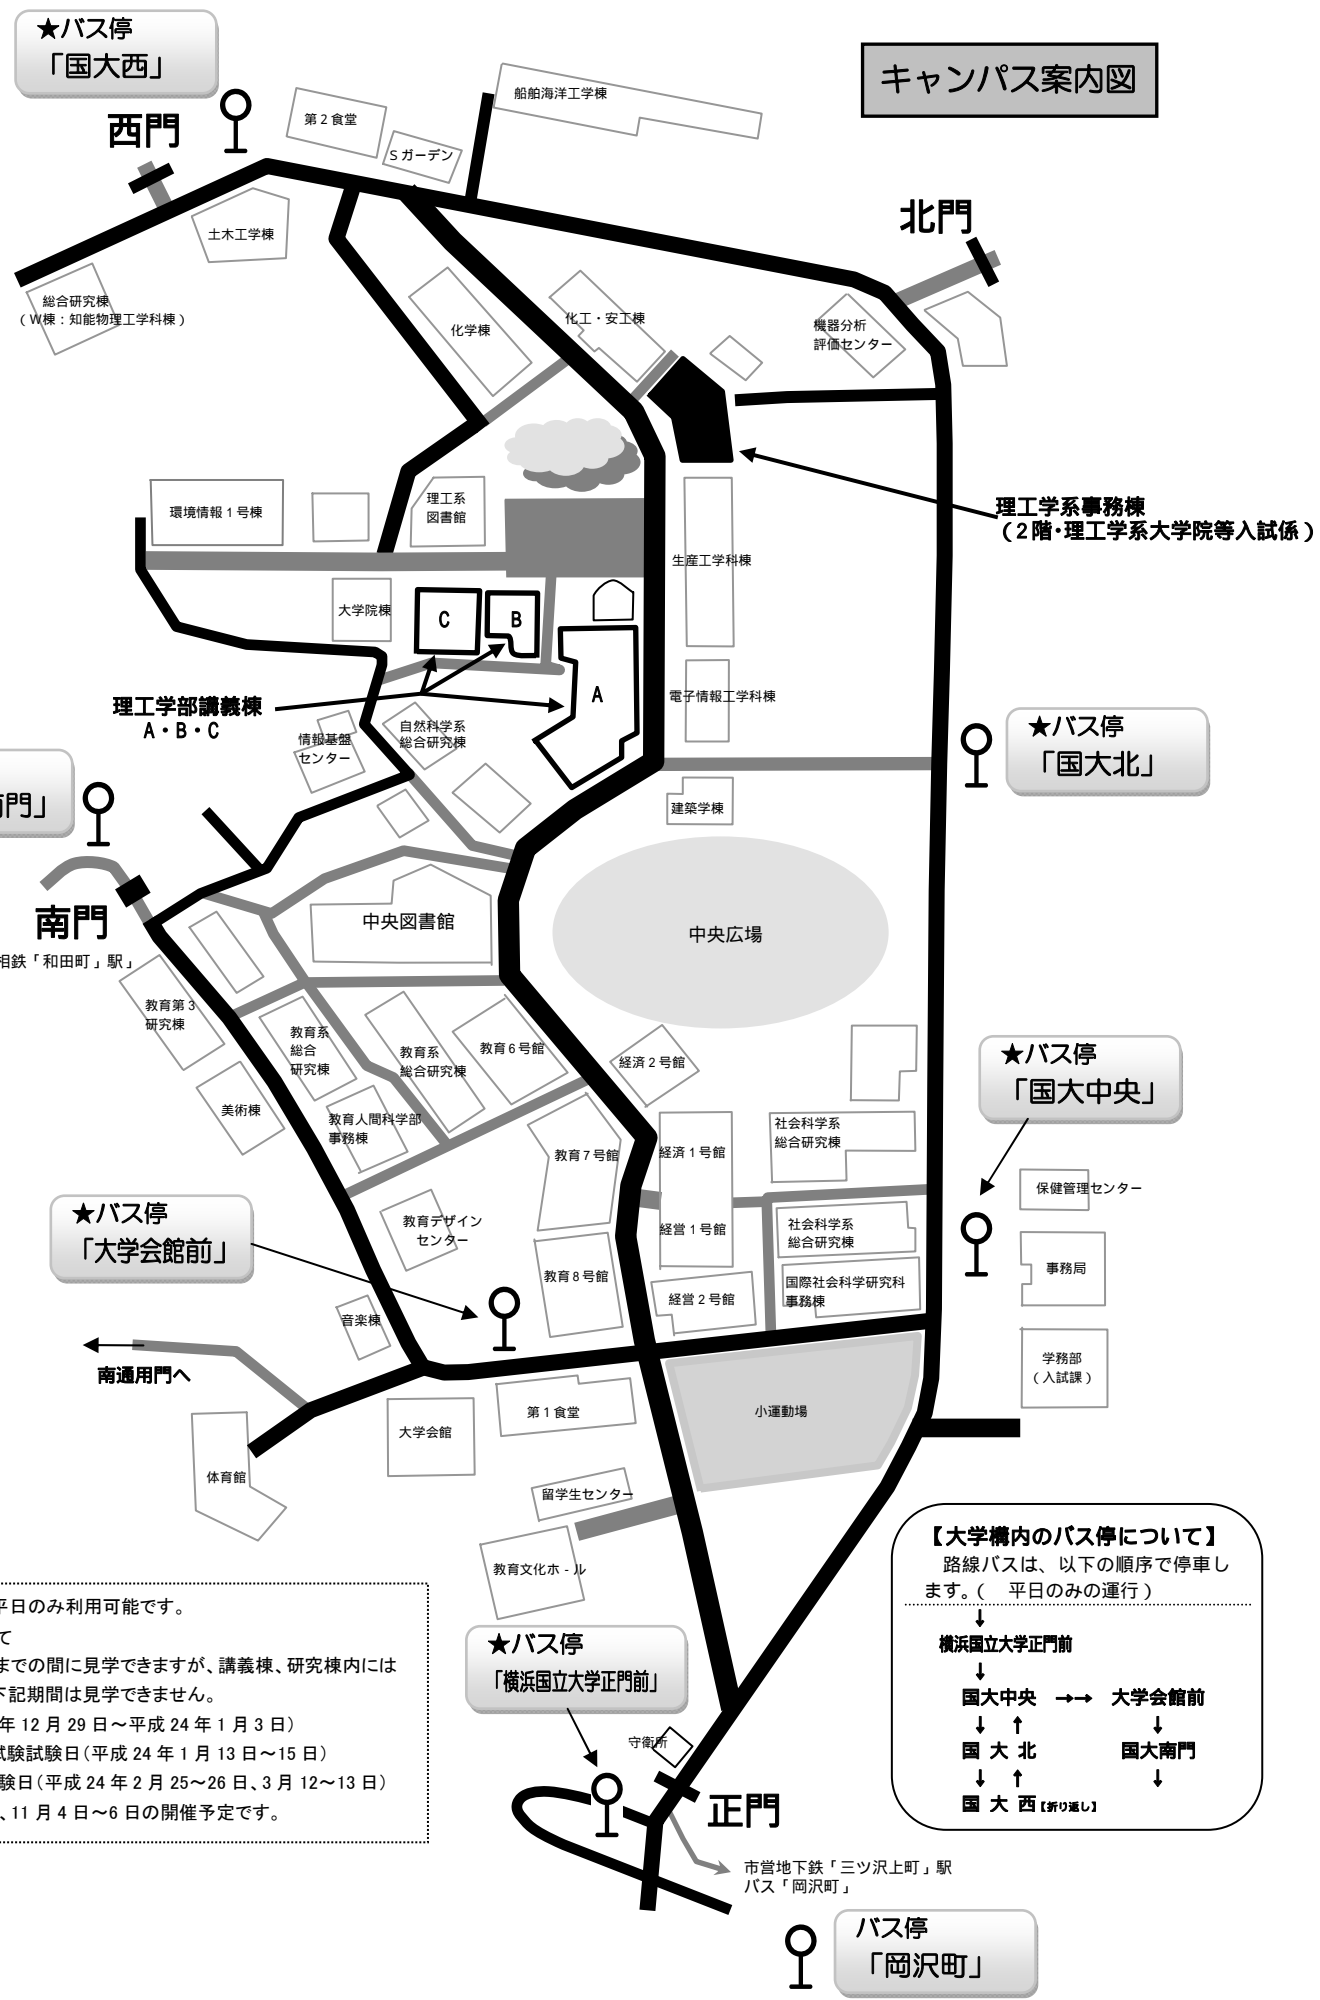 ★バス停
「国大西」
キャンパス案内図
西門
第2食堂
Sガーデン
船舶海洋工学棟
北門
土木工学棟
総合研究棟
(W棟:知能物理工学科棟)
化学棟
化工・安工棟
機器分析
評価センター
環境情報1号棟
理工系
図書館
理工学系事務棟
(2階・理工学系大学院等入試係)
生産工学科棟
大学院棟
C
B
A
電子情報工学科棟
理工学部講義棟
A・B・C
自然科学系
総合研究棟
情報基盤
センター
★バス停
「国大北」
門」
建築学棟
南門
相鉄「和田町」駅」
中央図書館
中央広場
教育第3
研究棟
教育系
総合
研究棟
教育系
総合研究棟
教育6号館
経済2号館
★バス停
「国大中央」
美術棟
教育人間科学部
事務棟
教育7号館
経済1号館
社会科学系
総合研究棟
保健管理センター
★バス停
「大学会館前」
教育デザイン
センター
経営1号館
社会科学系
総合研究棟
事務局
教育8号館
経営2号館
国際社会科学研究科
事務棟
音楽棟
南通用門へ
学務部
(入試課)
大学会館
第1食堂
小運動場
体育館
留学生センター
教育文化ホ-ル
【大学構内のバス停について】
路線バスは、以下の順序で停車し
ます。( 平日のみの運行)
↓
横浜国立大学正門前
↓
国大中央 →→ 大学会館前
↓ ↑ ↓
国 大 北 国大南門
↓ ↑ ↓
国 大 西【折り返し】
平日のみ利用可能です。
て
までの間に見学できますが、講義棟、研究棟内には
下記期間は見学できません。
年12月29日~平成24年1月3日)
試験試験日(平成24年1月13日~15日)
験日(平成24年2月25~26日、3月12~13日)
、11月4日~6日の開催予定です。
★バス停
「横浜国立大学正門前」
守衛所
正門
市営地下鉄「三ツ沢上町」駅
バス「岡沢町」
バス停
「岡沢町」